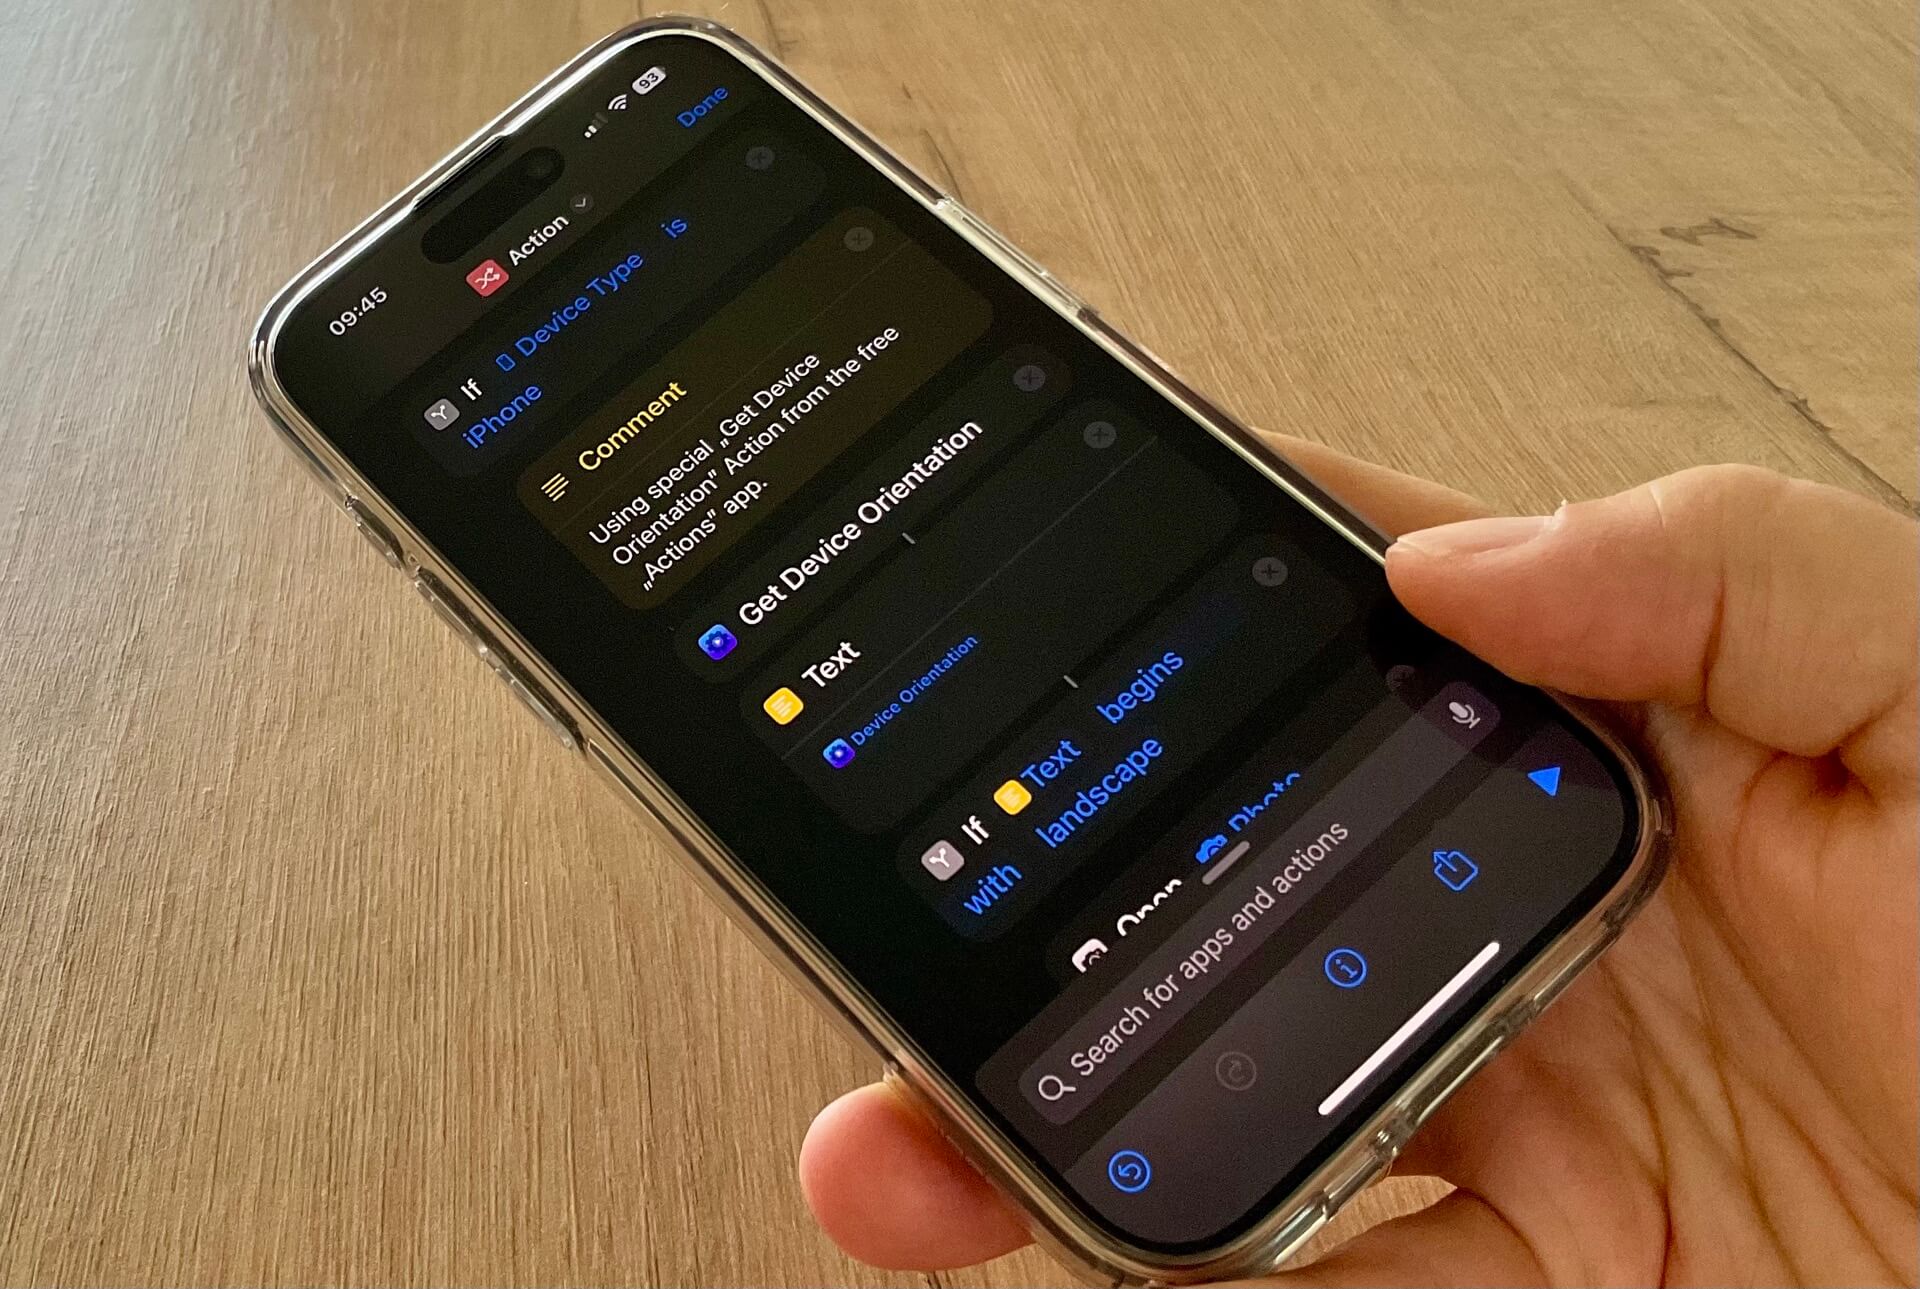 09:45
93
Done
Action
If Device Type is
iPhone
Comment
Using special „Get Device
Orientation” Action from the free
„Actions” app.
Get Device Orientation
Text
Device Orientation
If Text begins
with landscape
Open Photo
Search for apps and actions